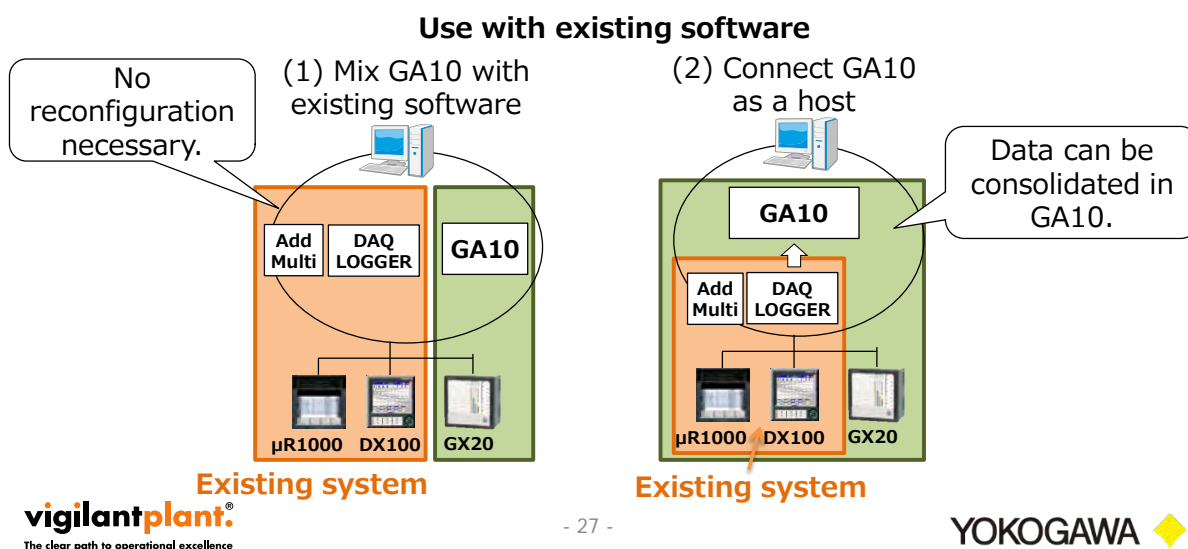 Use with existing software
(1) Mix GA10 with
existing software
No
reconfiguration
necessary.
Add
Multi
DAQ
LOGGER
GA10
µR1000 DX100 GX20
Existing system
(2) Connect GA10
as a host
Data can be
consolidated in
GA10.
GA10
Add
Multi
DAQ
LOGGER
µR1000 DX100 GX20
Existing system
vigilantplant.®
The clear path to operational excellence
- 27 -
YOKOGAWA